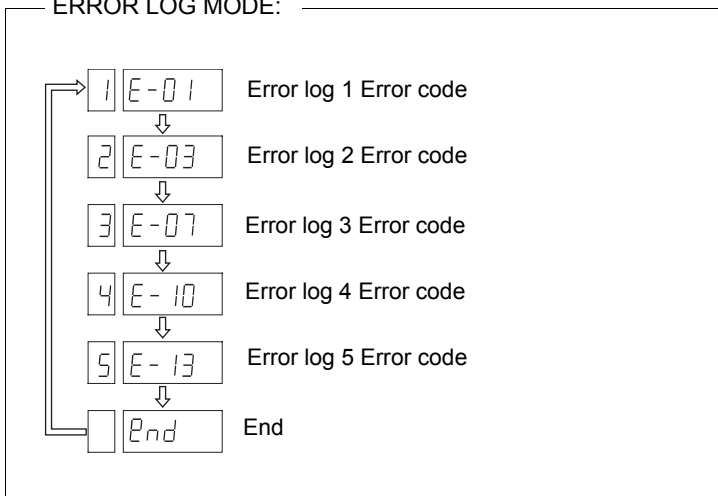 ERROR LOG MODE:
1 E-01 Error log 1 Error code
2 E-03 Error log 2 Error code
3 E-07 Error log 3 Error code
4 E-10 Error log 4 Error code
5 E-13 Error log 5 Error code
End End